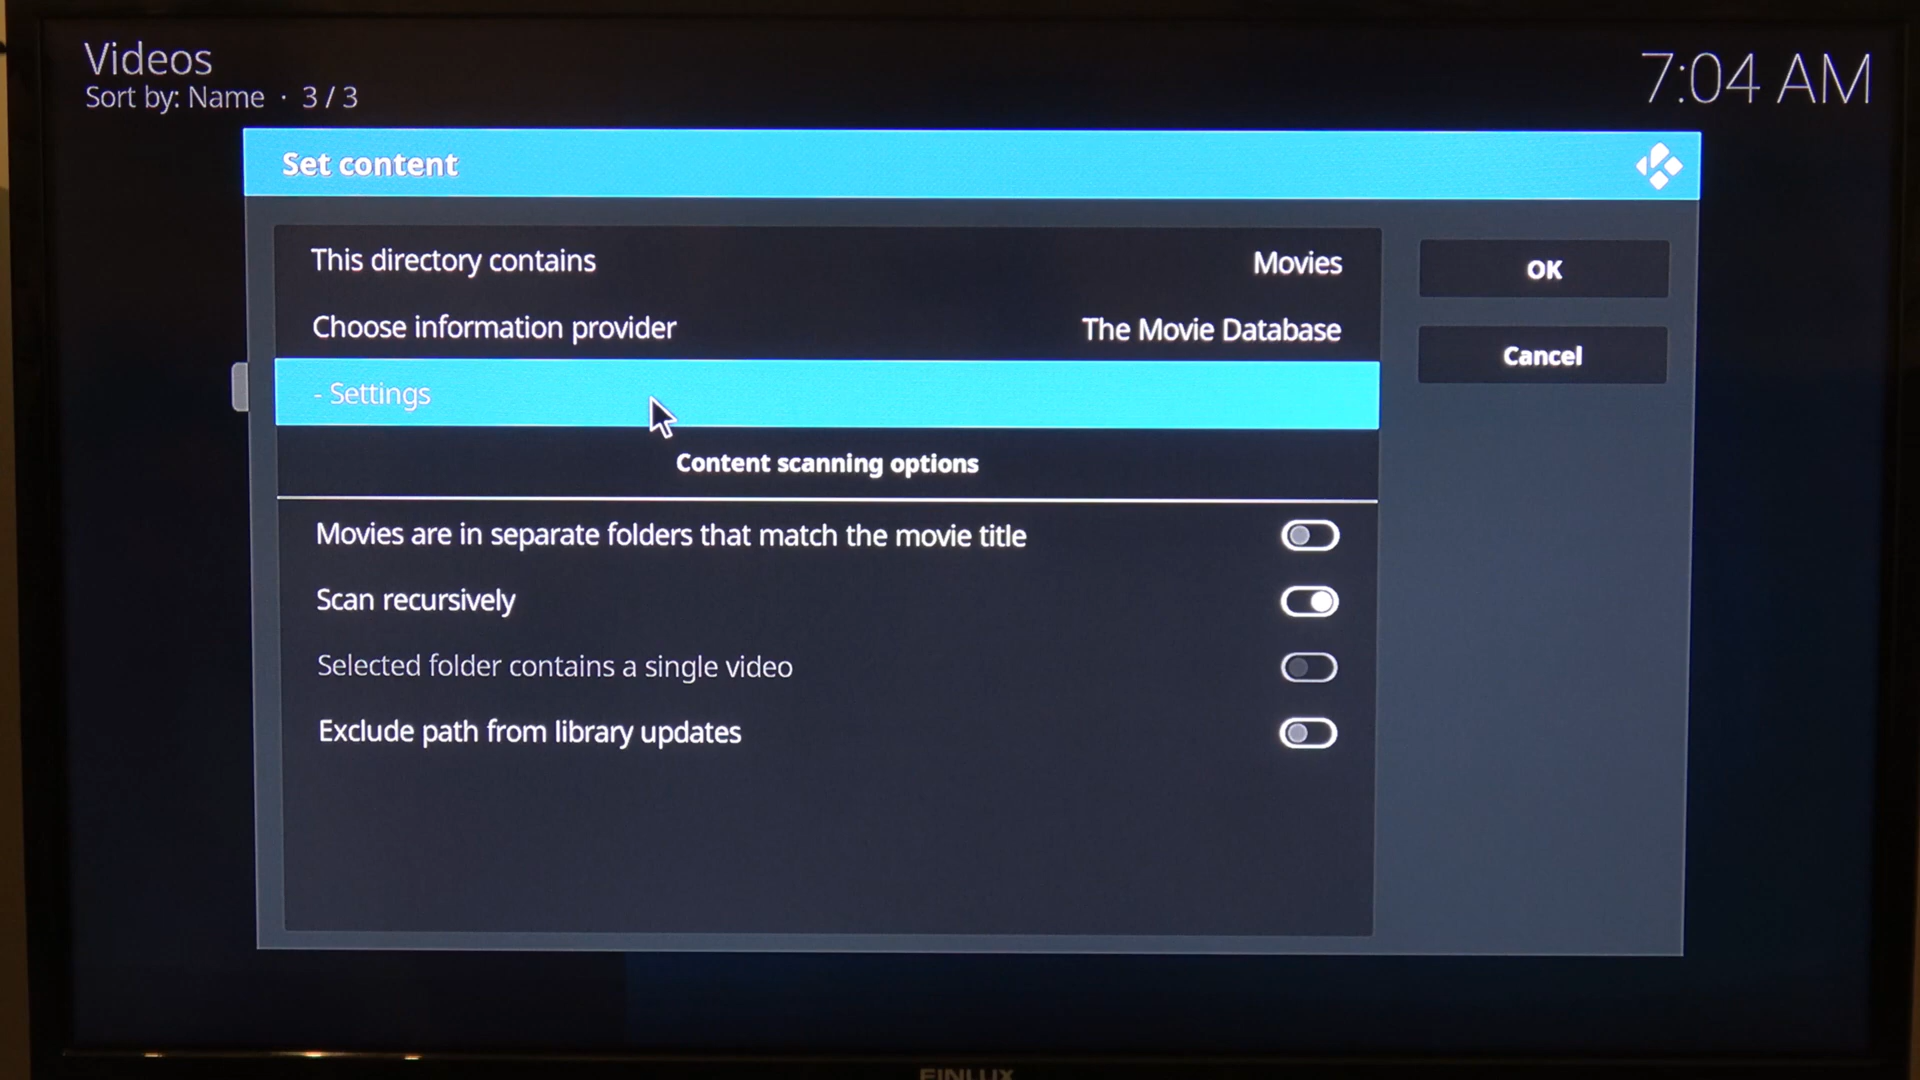 Videos
Sort by: Name · 3 / 3
7:04 AM
Set content
This directory contains
Movies
OK
Choose information provider
The Movie Database
Cancel
- Settings
Content scanning options
Movies are in separate folders that match the movie title
Scan recursively
Selected folder contains a single video
Exclude path from library updates
FINLUX